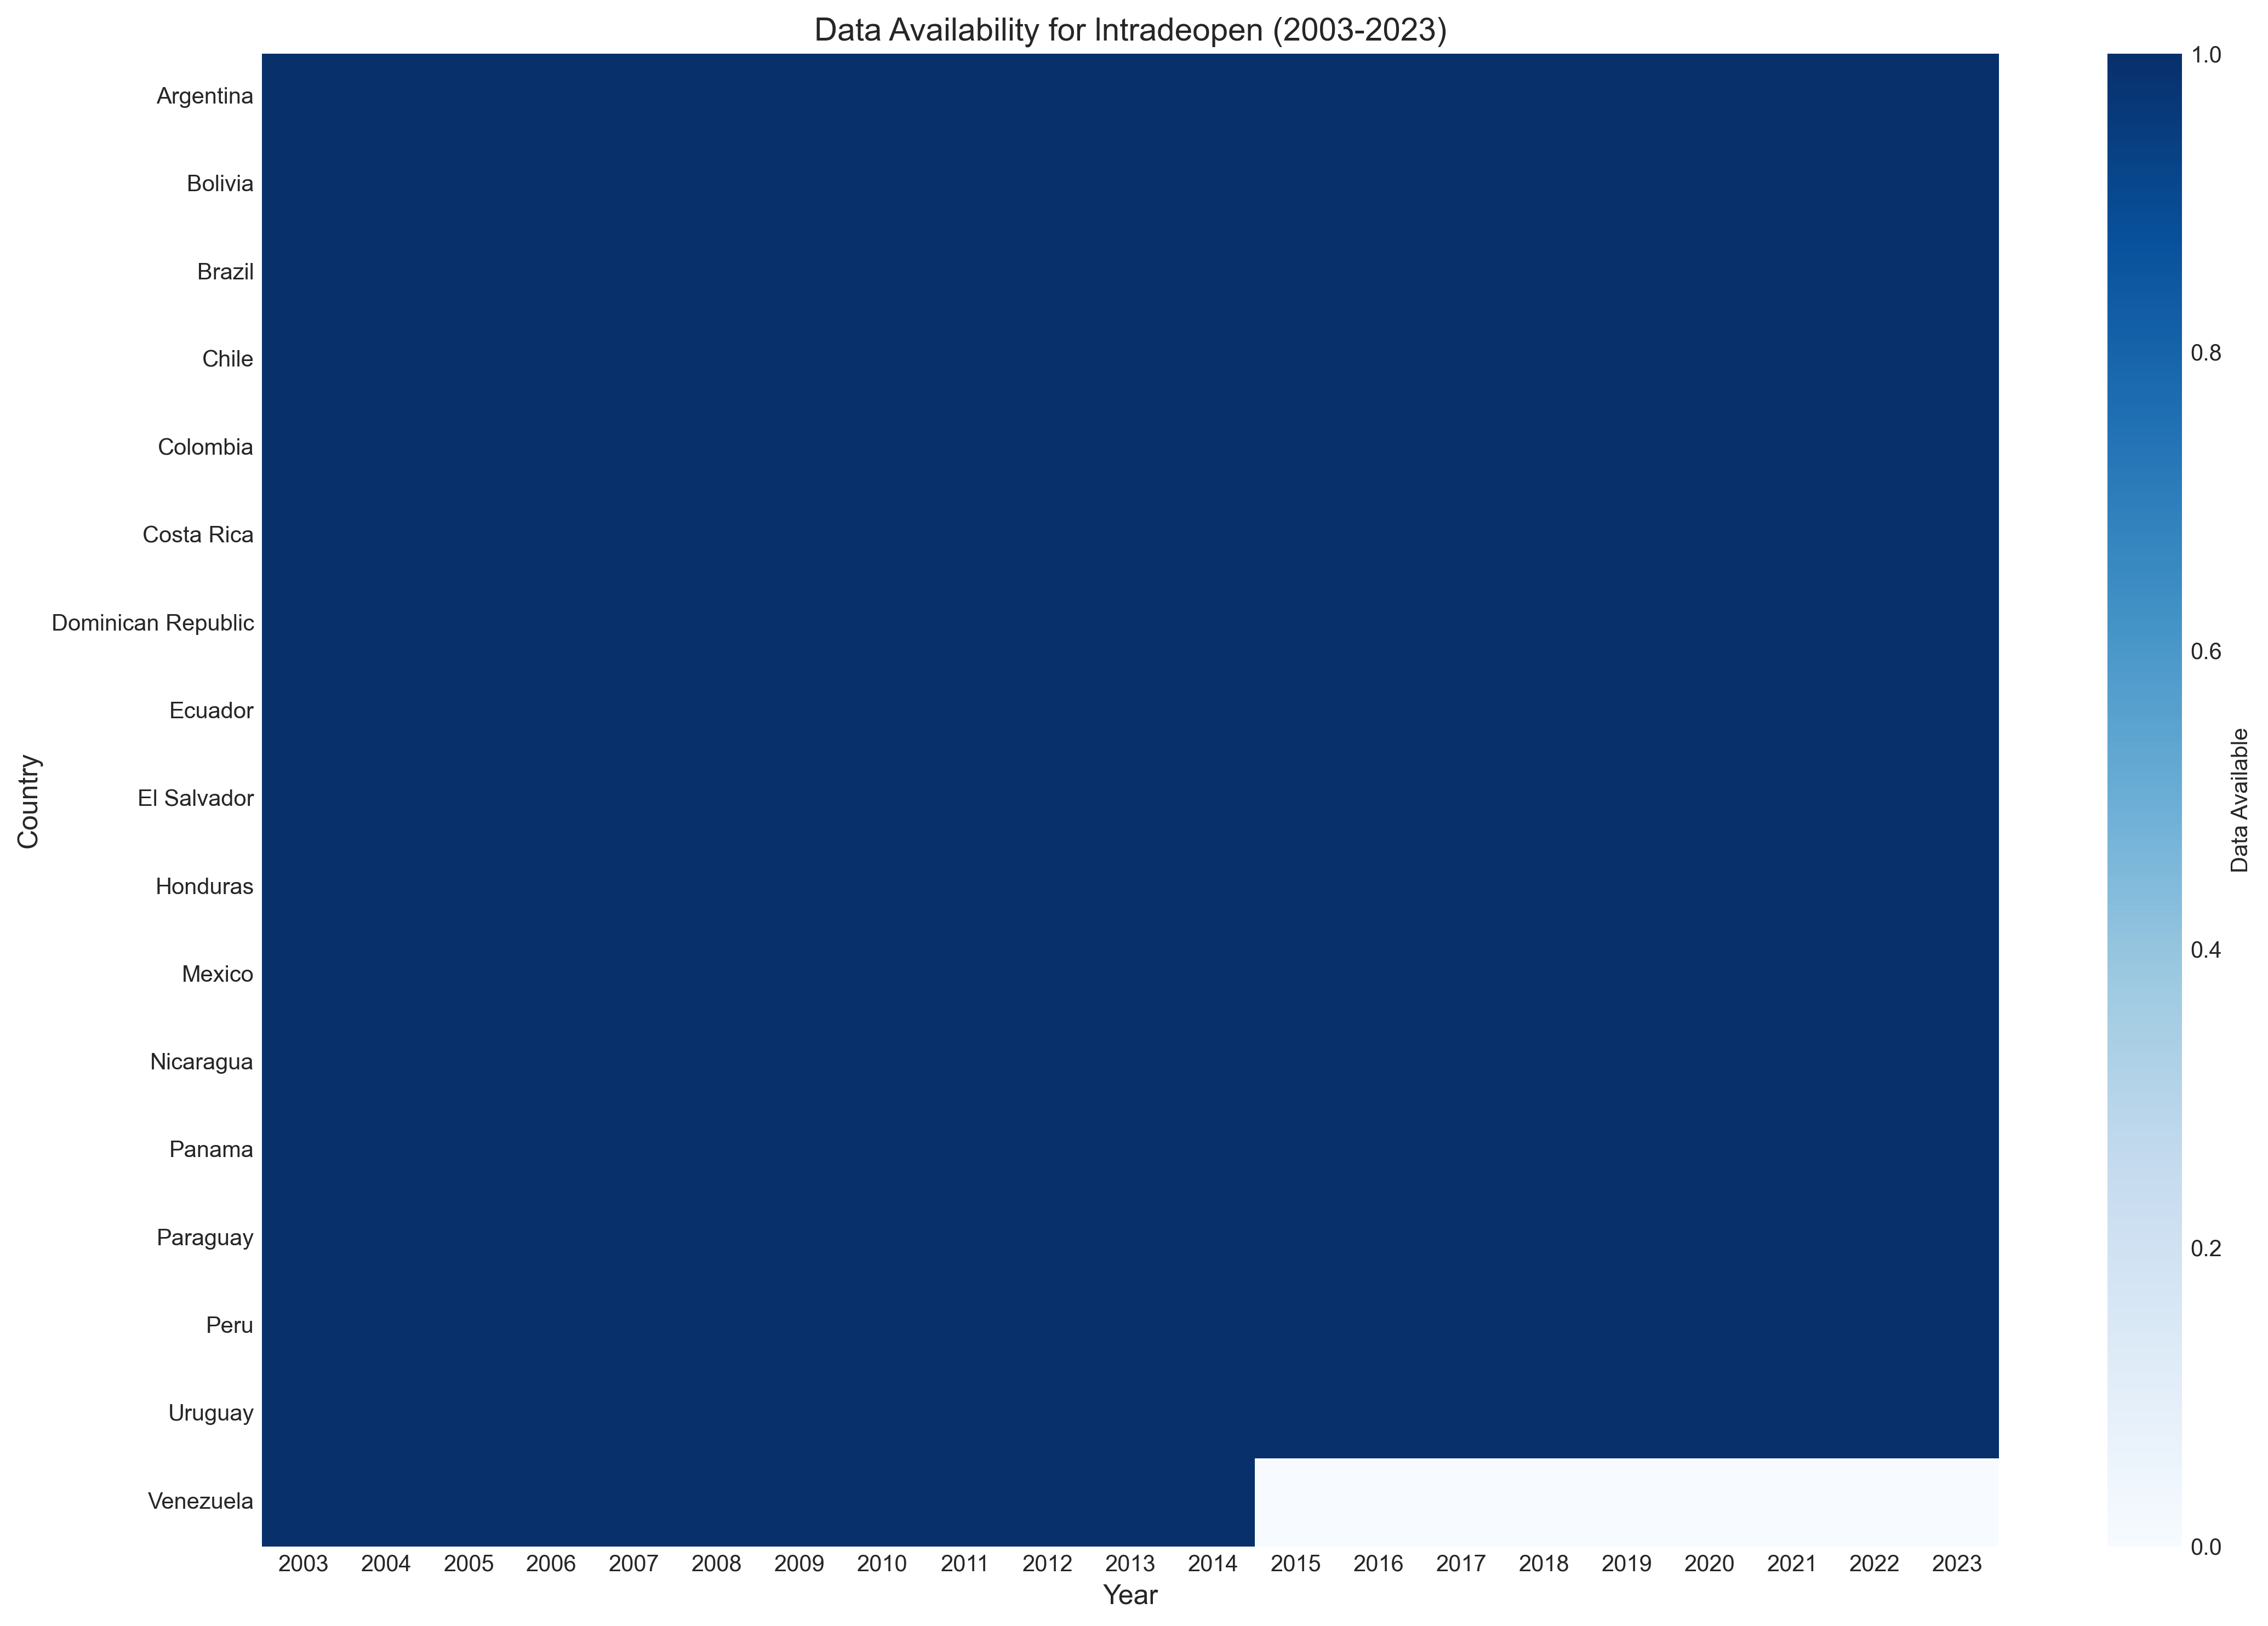 Data Availability for lntradeopen (2003-2023)
Argentina
Bolivia
Brazil
Chile
Colombia
Costa Rica
Dominican Republic
Ecuador
El Salvador
Honduras
Mexico
Nicaragua
Panama
Paraguay
Peru
Uruguay
Venezuela
Country
2003 2004 2005 2006 2007 2008 2009 2010 2011 2012 2013 2014 2015 2016 2017 2018 2019 2020 2021 2022 2023
Year
1.0
0.8
0.6
0.4
0.2
0.0
Data Available